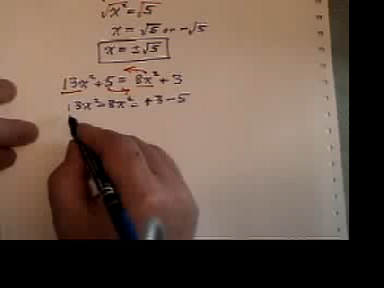 √x² = √5
x = √5 or -√5
x = ±√5
13x² + 5 = 8x² + 3
13x² - 8x² = +3 - 5